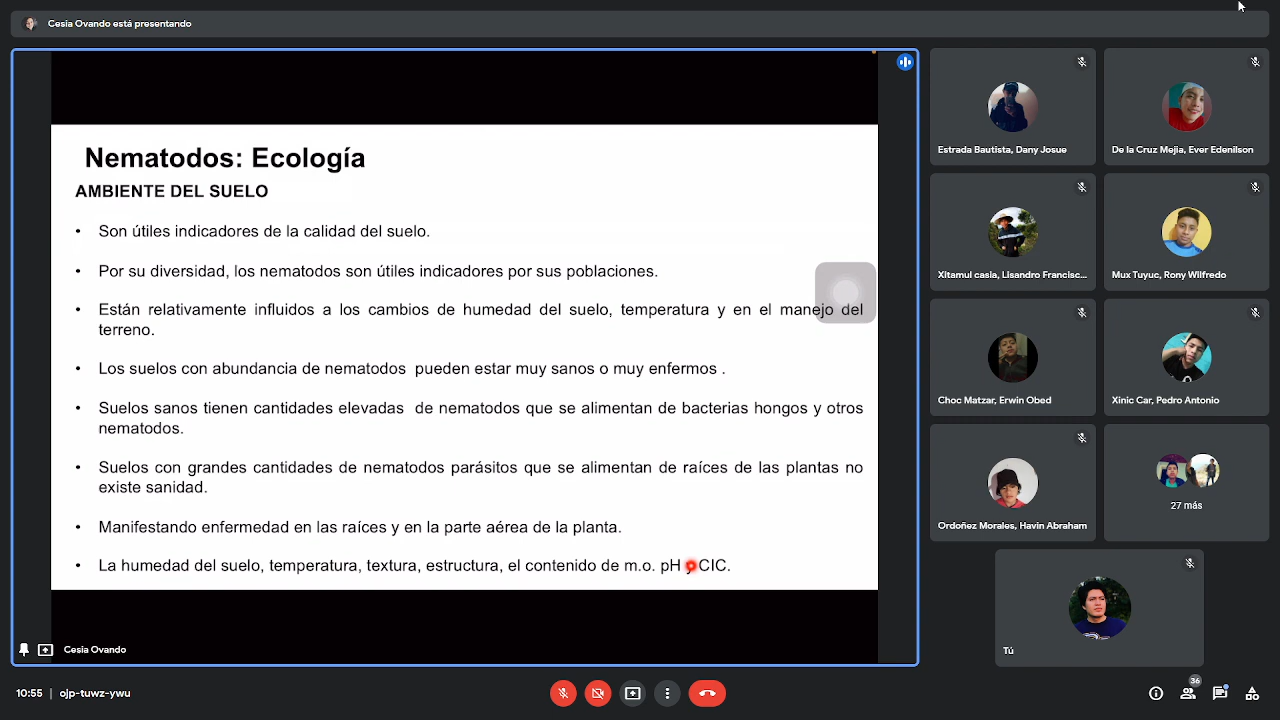 Cesia Ovando está presentando
Nematodos: Ecología
AMBIENTE DEL SUELO
• Son útiles indicadores de la calidad del suelo.
• Por su diversidad, los nematodos son útiles indicadores por sus poblaciones.
• Están relativamente influidos a los cambios de humedad del suelo, temperatura y en el manejo del
terreno.
• Los suelos con abundancia de nematodos pueden estar muy sanos o muy enfermos .
• Suelos sanos tienen cantidades elevadas de nematodos que se alimentan de bacterias hongos y otros
nematodos.
• Suelos con grandes cantidades de nematodos parásitos que se alimentan de raíces de las plantas no
existe sanidad.
• Manifestando enfermedad en las raíces y en la parte aérea de la planta.
• La humedad del suelo, temperatura, textura, estructura, el contenido de m.o. pH y CIC.
Cesia Ovando
Estrada Bautista, Dany Josue
De la Cruz Mejia, Ever Edenilson
Xitamul casia, Lisandro Francisc...
Mux Tuyuc, Rony Wilfredo
Choc Matzar, Erwin Obed
Xinic Car, Pedro Antonio
Ordoñez Morales, Havin Abraham
27 más
Tú
10:55 | ojp-tuwz-ywu
36